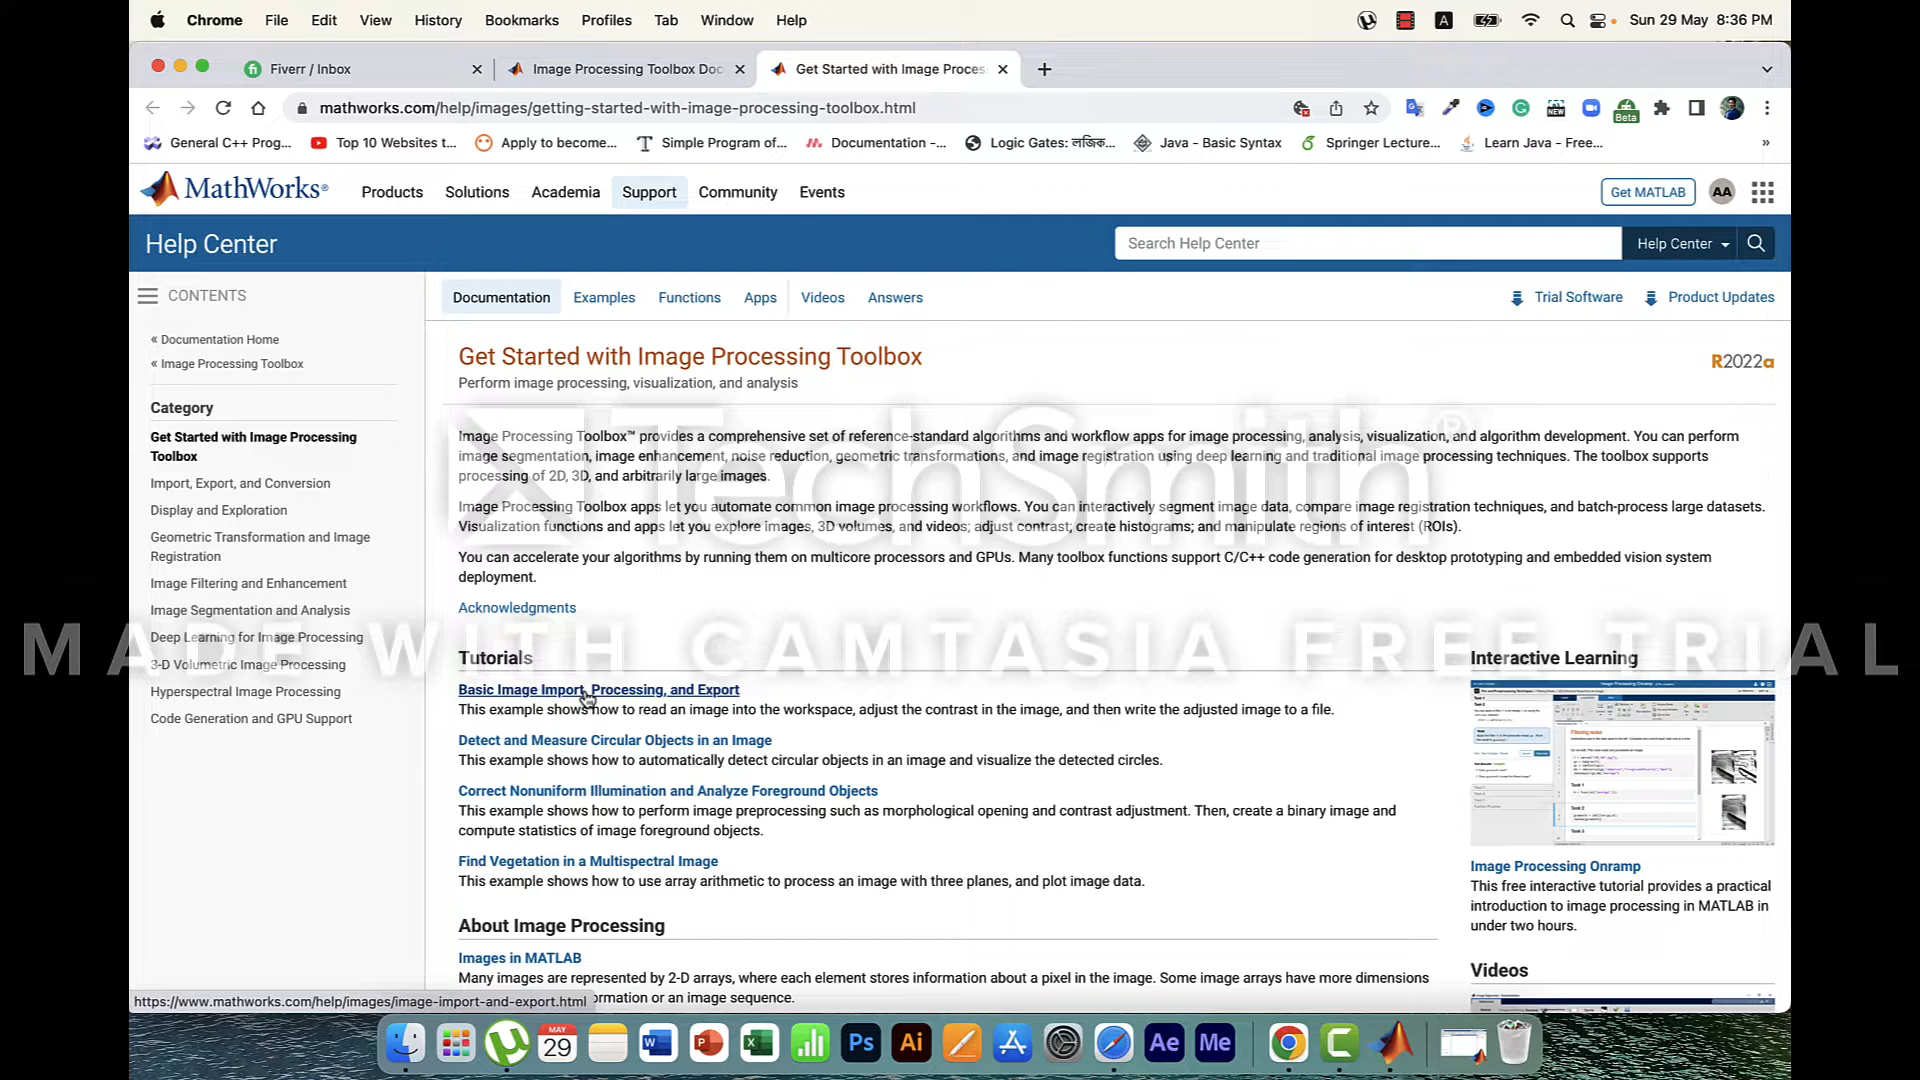 Chrome File Edit View History Bookmarks Profiles Tab Window Help
A Sun 29 May 8:36 PM
Fiverr / Inbox
Image Processing Toolbox Doc
Get Started with Image Proces
mathworks.com/help/images/getting-started-with-image-processing-toolbox.html
NEW
Beta
General C++ Prog...
Top 10 Websites t...
Apply to become...
Simple Program of...
Documentation -...
Logic Gates: লজিক...
Java - Basic Syntax
Springer Lecture...
Learn Java - Free...
»
MathWorks®
Products Solutions Academia Support Community Events
Get MATLAB AA
Help Center
Search Help Center
Help Center
CONTENTS
Documentation Examples Functions Apps Videos Answers
Trial Software Product Updates
« Documentation Home
« Image Processing Toolbox
Category
Get Started with Image Processing
Toolbox
Import, Export, and Conversion
Display and Exploration
Geometric Transformation and Image
Registration
Image Filtering and Enhancement
Image Segmentation and Analysis
Deep Learning for Image Processing
3-D Volumetric Image Processing
Hyperspectral Image Processing
Code Generation and GPU Support
Get Started with Image Processing Toolbox
R2022a
Perform image processing, visualization, and analysis
Image Processing Toolbox™ provides a comprehensive set of reference-standard algorithms and workflow apps for image processing, analysis, visualization, and algorithm development. You can perform
image segmentation, image enhancement, noise reduction, geometric transformations, and image registration using deep learning and traditional image processing techniques. The toolbox supports
processing of 2D, 3D, and arbitrarily large images.
Image Processing Toolbox apps let you automate common image processing workflows. You can interactively segment image data, compare image registration techniques, and batch-process large datasets.
Visualization functions and apps let you explore images, 3D volumes, and videos; adjust contrast; create histograms; and manipulate regions of interest (ROIs).
You can accelerate your algorithms by running them on multicore processors and GPUs. Many toolbox functions support C/C++ code generation for desktop prototyping and embedded vision system
deployment.
Acknowledgments
TechSmith®
MADE WITH CAMTASIA FREE TRIAL
Tutorials
Basic Image Import, Processing, and Export
This example shows how to read an image into the workspace, adjust the contrast in the image, and then write the adjusted image to a file.
Detect and Measure Circular Objects in an Image
This example shows how to automatically detect circular objects in an image and visualize the detected circles.
Correct Nonuniform Illumination and Analyze Foreground Objects
This example shows how to perform image preprocessing such as morphological opening and contrast adjustment. Then, create a binary image and
compute statistics of image foreground objects.
Find Vegetation in a Multispectral Image
This example shows how to use array arithmetic to process an image with three planes, and plot image data.
About Image Processing
Images in MATLAB
Many images are represented by 2-D arrays, where each element stores information about a pixel in the image. Some image arrays have more dimensions
ormation or an image sequence.
Interactive Learning
Image Processing Onramp
This free interactive tutorial provides a practical
introduction to image processing in MATLAB in
under two hours.
Videos
https://www.mathworks.com/help/images/image-import-and-export.html
MAY
29
Ps Ai Ae Me